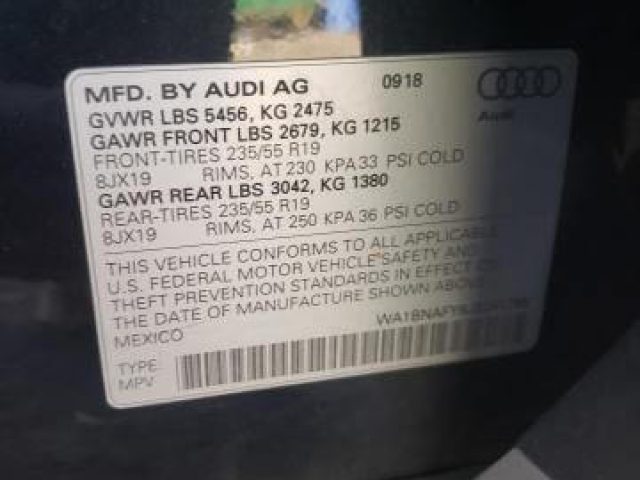 MFD. BY AUDI AG 0918
GVWR LBS 5456, KG 2475
GAWR FRONT LBS 2679, KG 1215
FRONT-TIRES 235/55 R19
8JX19 RIMS, AT 230 KPA 33 PSI COLD
GAWR REAR LBS 3042, KG 1380
REAR-TIRES 235/55 R19
8JX19 RIMS, AT 250 KPA 36 PSI COLD
Audi
THIS VEHICLE CONFORMS TO ALL APPLICABLE
U.S. FEDERAL MOTOR VEHICLE SAFETY AND
THEFT PREVENTION STANDARDS IN EFFECT ON
THE DATE OF MANUFACTURE SHOWN ABOVE
MEXICO
TYPE
MPV